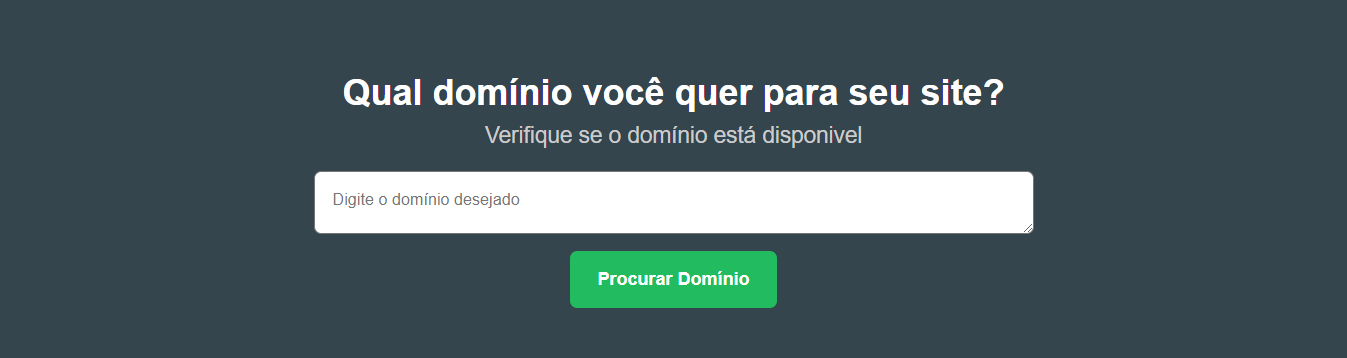 Qual domínio você quer para seu site?
Verifique se o domínio está disponivel
Digite o domínio desejado
Procurar Domínio